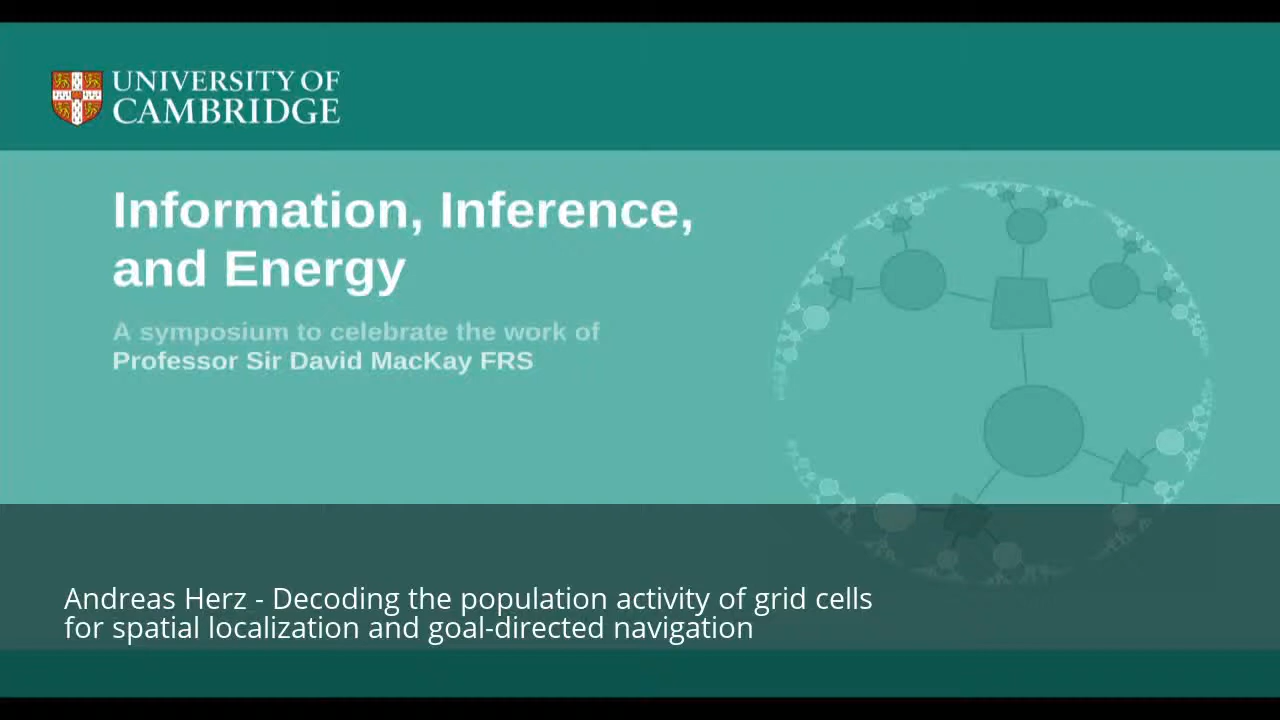 UNIVERSITY OF
CAMBRIDGE
Information, Inference,
and Energy
A symposium to celebrate the work of
Professor Sir David MacKay FRS
Andreas Herz - Decoding the population activity of grid cells
for spatial localization and goal-directed navigation